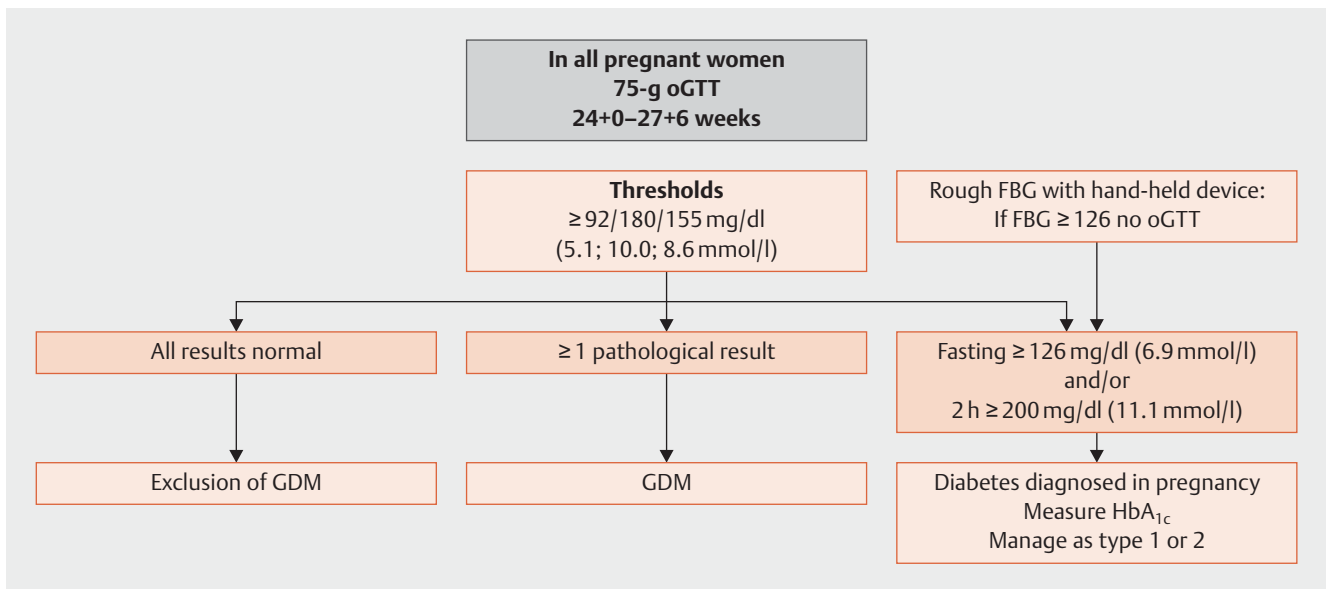 In all pregnant women
75-g oGTT
24+0–27+6 weeks
Thresholds
≥ 92/180/155 mg/dl
(5.1; 10.0; 8.6 mmol/l)
Rough FBG with hand-held device:
If FBG ≥ 126 no oGTT
All results normal
≥ 1 pathological result
Fasting ≥ 126 mg/dl (6.9 mmol/l)
and/or
2 h ≥ 200 mg/dl (11.1 mmol/l)
Exclusion of GDM
GDM
Diabetes diagnosed in pregnancy
Measure HbA1c
Manage as type 1 or 2